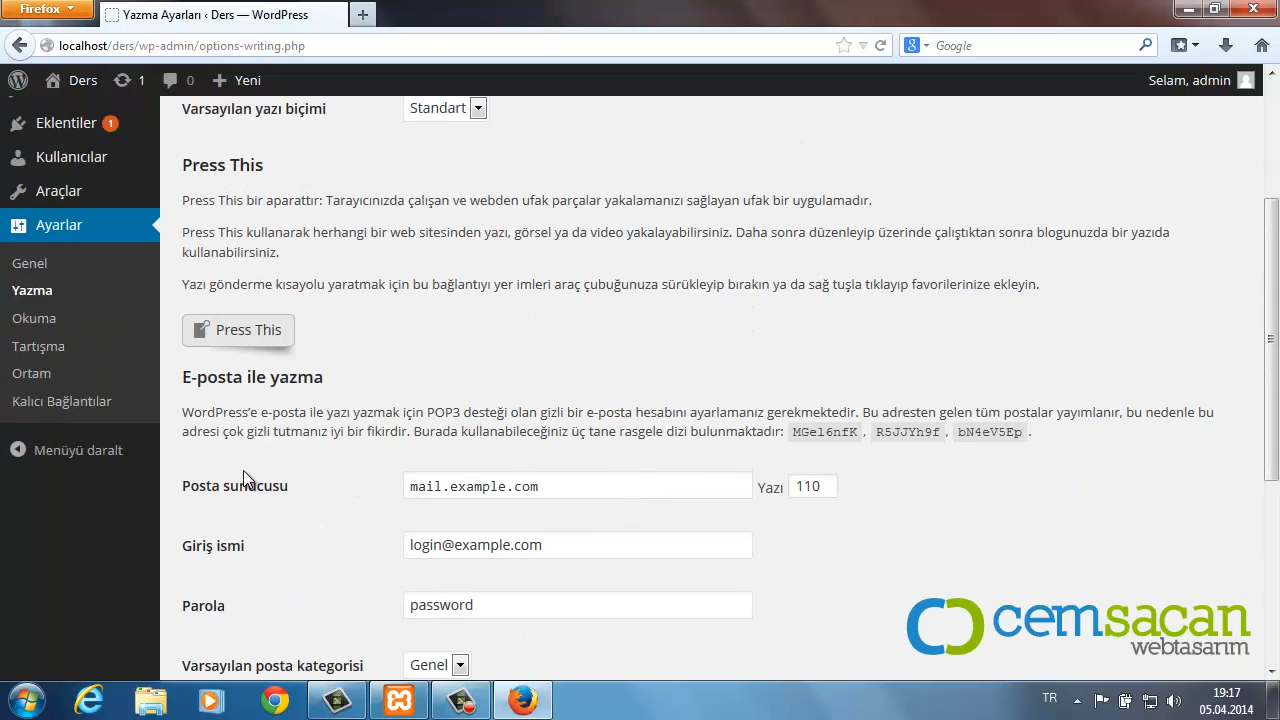 Firefox
Yazma Ayarları ‹ Ders — WordPress
localhost/ders/wp-admin/options-writing.php
Google
Ders 1 0 Yeni
Selam, admin
Eklentiler 1
Kullanıcılar
Araçlar
Ayarlar
Genel
Yazma
Okuma
Tartışma
Ortam
Kalıcı Bağlantılar
Menüyü daralt
Varsayılan yazı biçimi Standart
Press This
Press This bir aparattır: Tarayıcınızda çalışan ve webden ufak parçalar yakalamanızı sağlayan ufak bir uygulamadır.
Press This kullanarak herhangi bir web sitesinden yazı, görsel ya da video yakalayabilirsiniz. Daha sonra düzenleyip üzerinde çalıştıktan sonra blogunuzda bir yazıda
kullanabilirsiniz.
Yazı gönderme kısayolu yaratmak için bu bağlantıyı yer imleri araç çubuğunuza sürükleyip bırakın ya da sağ tuşla tıklayıp favorilerinize ekleyin.
Press This
E-posta ile yazma
WordPress’e e-posta ile yazı yazmak için POP3 desteği olan gizli bir e-posta hesabını ayarlamanız gerekmektedir. Bu adresten gelen tüm postalar yayımlanır, bu nedenle bu
adresi çok gizli tutmanız iyi bir fikirdir. Burada kullanabileceğiniz üç tane rasgele dizi bulunmaktadır: MGel6nfK, R5JJYh9f, bN4eV5Ep.
Posta sunucusu mail.example.com Yazı 110
Giriş ismi login@example.com
Parola password
Varsayılan posta kategorisi Genel
cemsacan
webtasarım
TR
19:17
05.04.2014